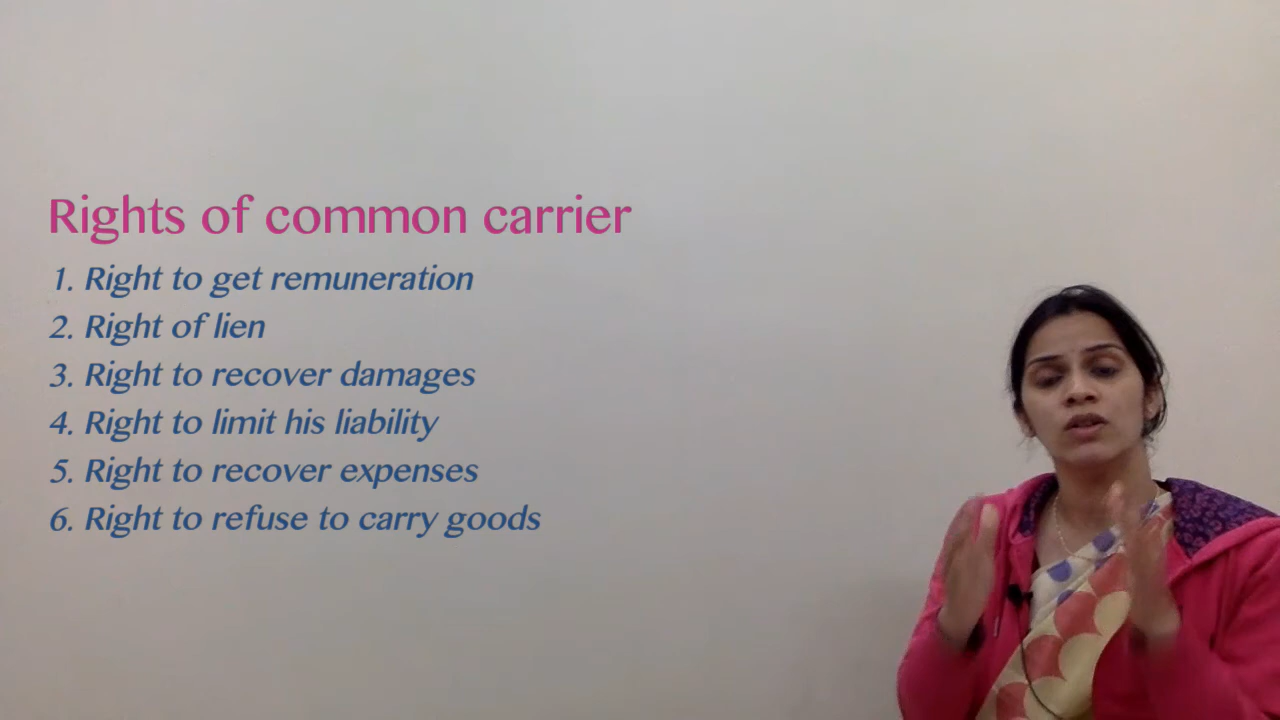 Rights of common carrier
1. Right to get remuneration
2. Right of lien
3. Right to recover damages
4. Right to limit his liability
5. Right to recover expenses
6. Right to refuse to carry goods